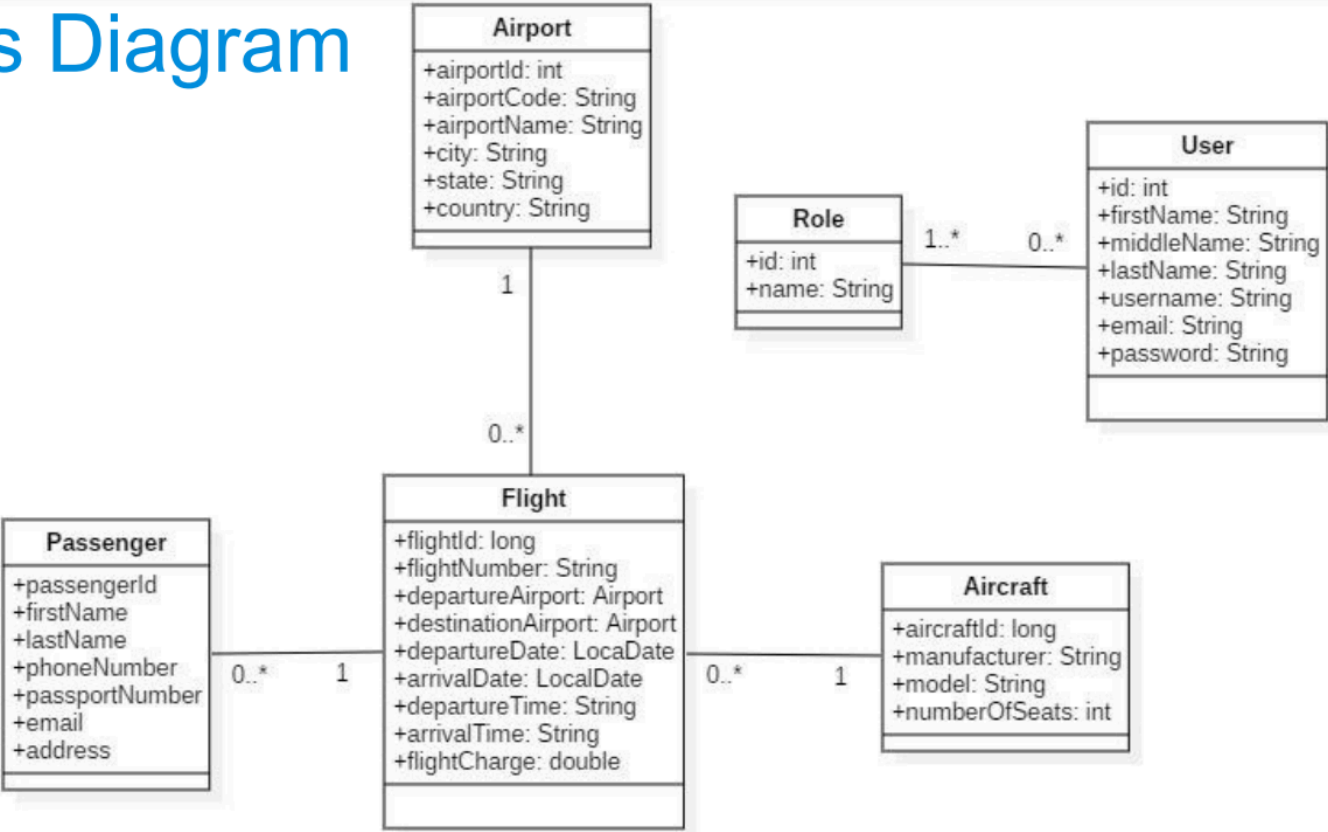 s Diagram
Airport
+airportId: int
+airportCode: String
+airportName: String
+city: String
+state: String
+country: String
1
0..*
Role
+id: int
+name: String
1..*
0..*
User
+id: int
+firstName: String
+middleName: String
+lastName: String
+username: String
+email: String
+password: String
Passenger
+passengerId
+firstName
+lastName
+phoneNumber
+passportNumber
+email
+address
0..*
1
Flight
+flightId: long
+flightNumber: String
+departureAirport: Airport
+destinationAirport: Airport
+departureDate: LocaDate
+arrivalDate: LocalDate
+departureTime: String
+arrivalTime: String
+flightCharge: double
0..*
1
Aircraft
+aircraftId: long
+manufacturer: String
+model: String
+numberOfSeats: int